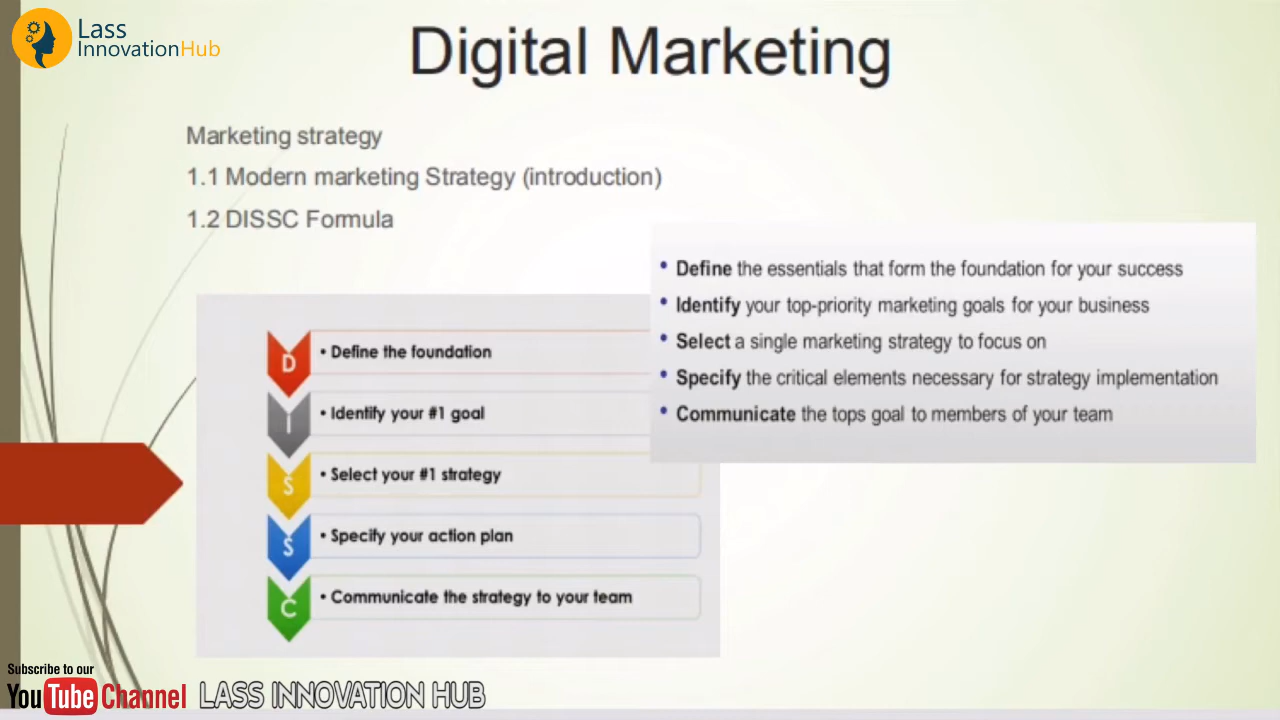 Lass
InnovationHub
Digital Marketing
Marketing strategy
1.1 Modern marketing Strategy (introduction)
1.2 DISSC Formula
• Define the essentials that form the foundation for your success
• Identify your top-priority marketing goals for your business
• Select a single marketing strategy to focus on
• Specify the critical elements necessary for strategy implementation
• Communicate the tops goal to members of your team
D • Define the foundation
I • Identify your #1 goal
S • Select your #1 strategy
S • Specify your action plan
C • Communicate the strategy to your team
Subscribe to our
YouTube Channel LASS INNOVATION HUB